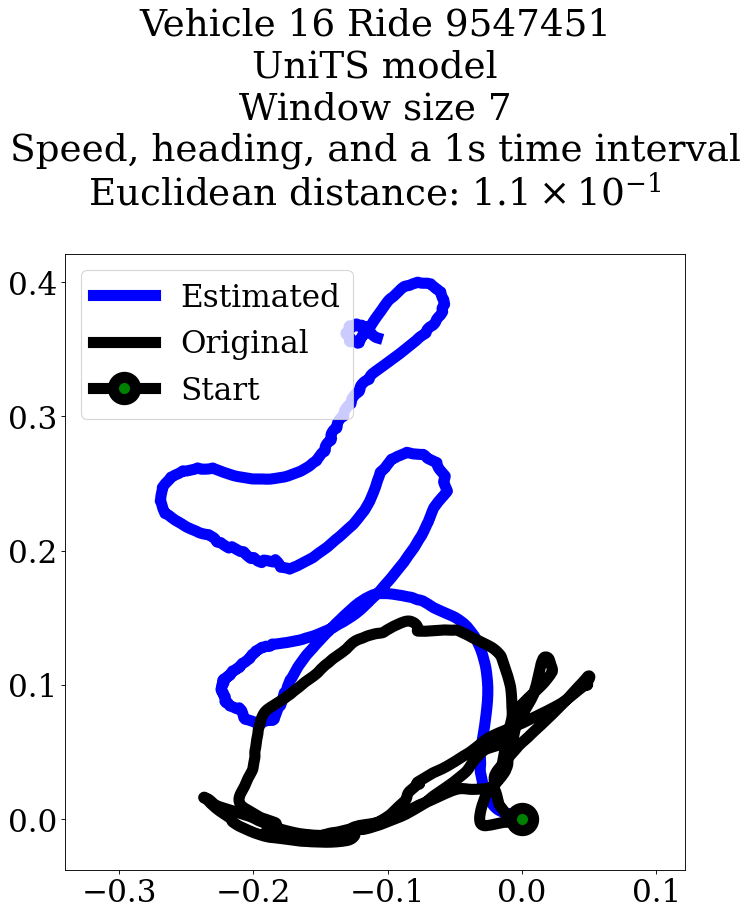 Vehicle 16 Ride 9547451
UniTS model
Window size 7
Speed, heading, and a 1s time interval
Euclidean distance: 1.1 × 10⁻¹
Estimated
Original
Start
0.4
0.3
0.2
0.1
0.0
−0.3 −0.2 −0.1 0.0 0.1